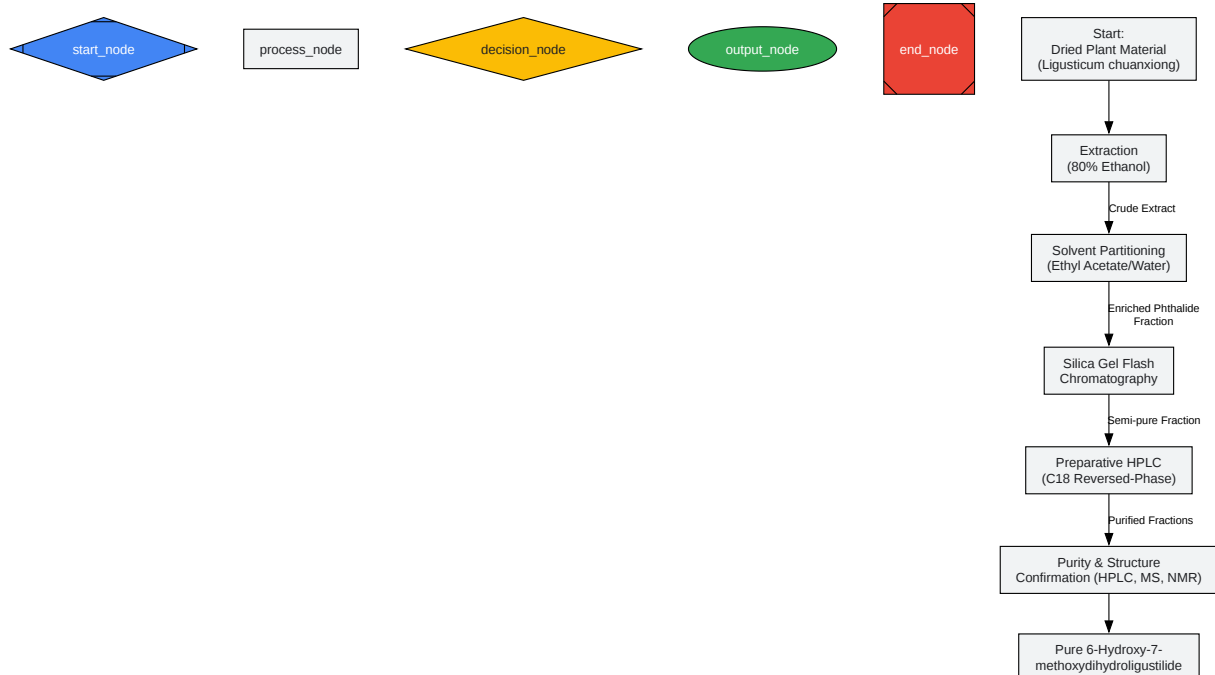 start_node
process_node
decision_node
output_node
end_node
Start:
Dried Plant Material
(Ligusticum chuanxiong)
Extraction
(80% Ethanol)
Crude Extract
Solvent Partitioning
(Ethyl Acetate/Water)
Enriched Phthalide
Fraction
Silica Gel Flash
Chromatography
Semi-pure Fraction
Preparative HPLC
(C18 Reversed-Phase)
Purified Fractions
Purity & Structure
Confirmation (HPLC, MS, NMR)
Pure 6-Hydroxy-7-
methoxydihydroligustilide